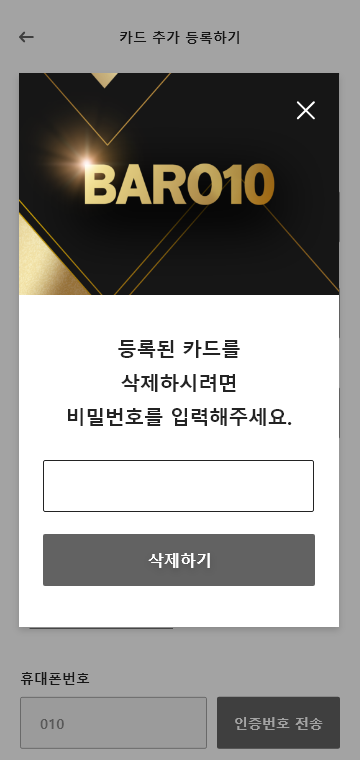 카드 추가 등록하기
BARO10
등록된 카드를
삭제하시려면
비밀번호를 입력해주세요.
삭제하기
휴대폰번호
010
인증번호 전송